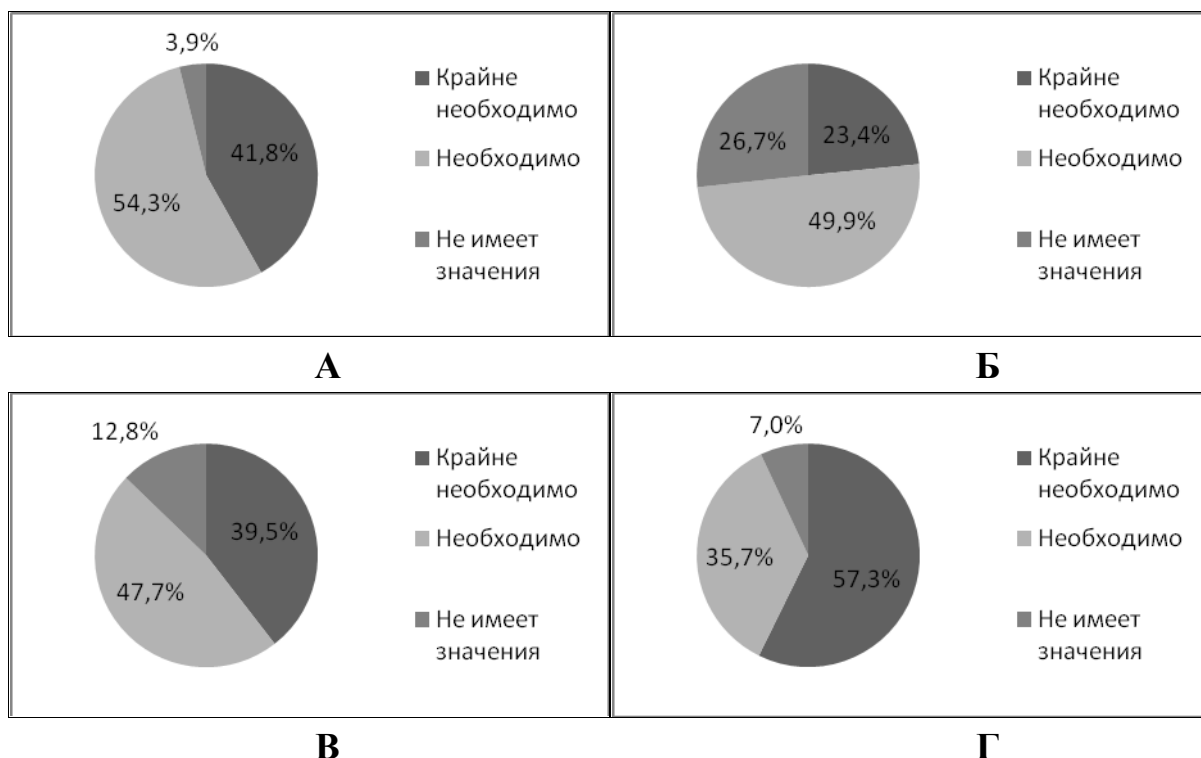 3,9%
41,8%
54,3%
Крайне
необходимо
Необходимо
Не имеет
значения
26,7%
23,4%
49,9%
Крайне
необходимо
Необходимо
Не имеет
значения
А
Б
12,8%
39,5%
47,7%
Крайне
необходимо
Необходимо
Не имеет
значения
7,0%
35,7%
57,3%
Крайне
необходимо
Необходимо
Не имеет
значения
В
Г